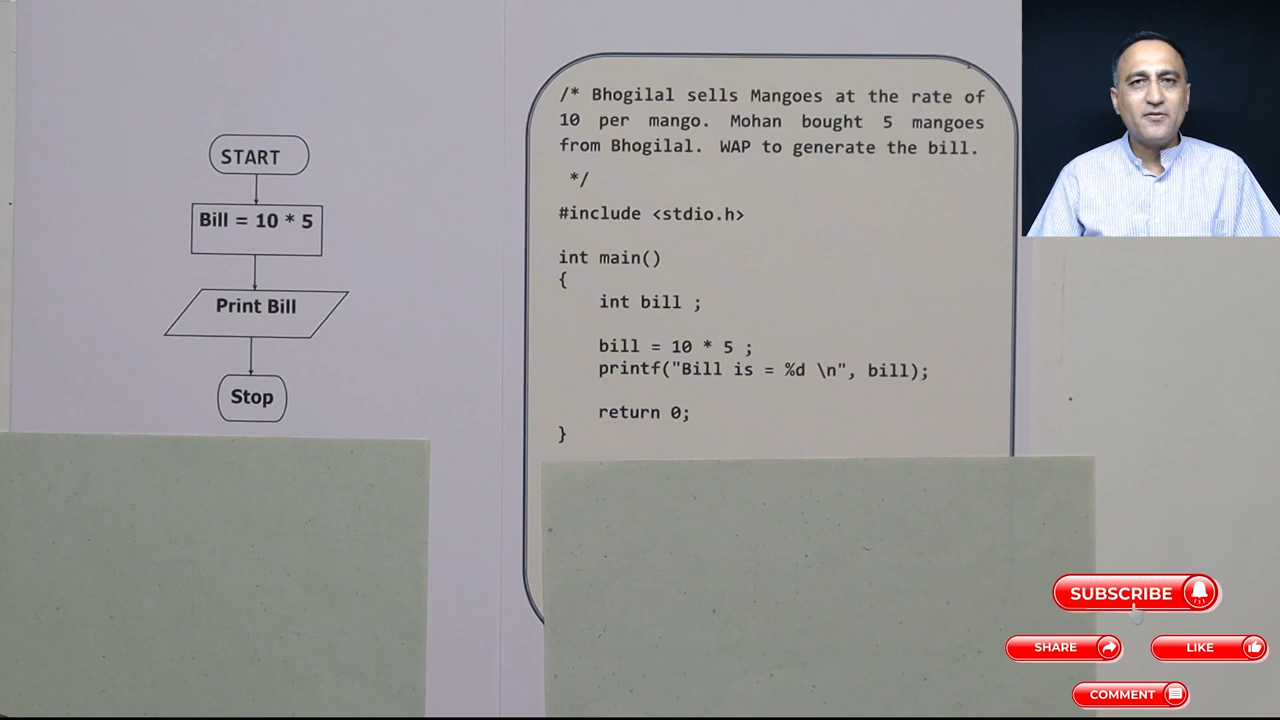 START
Bill = 10 * 5
Print Bill
Stop
/* Bhogilal sells Mangoes at the rate of
10 per mango. Mohan bought 5 mangoes
from Bhogilal. WAP to generate the bill.
*/
#include <stdio.h>
int main()
{
int bill ;
bill = 10 * 5 ;
printf("Bill is = %d \n", bill);
return 0;
}
SUBSCRIBE
SHARE
LIKE
COMMENT